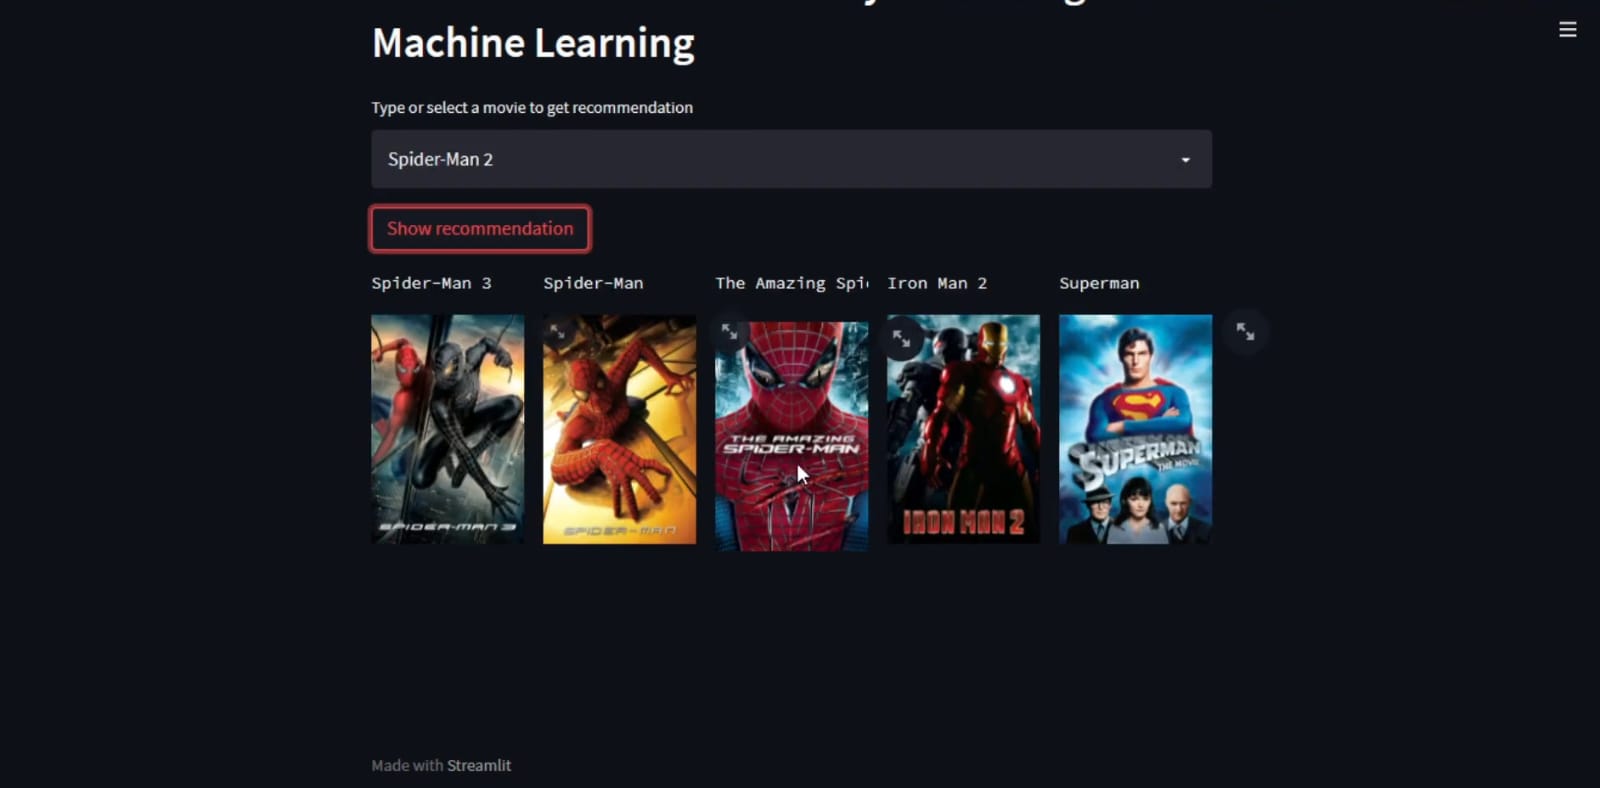 Machine Learning
Type or select a movie to get recommendation
Spider-Man 2
Show recommendation
Spider-Man 3
Spider-Man
The Amazing Spi
Iron Man 2
Superman
SPIDER-MAN 3
SPIDER-MAN
THE AMAZING
SPIDER-MAN
IRON MAN 2
SUPERMAN
THE MOVIE
Made with Streamlit